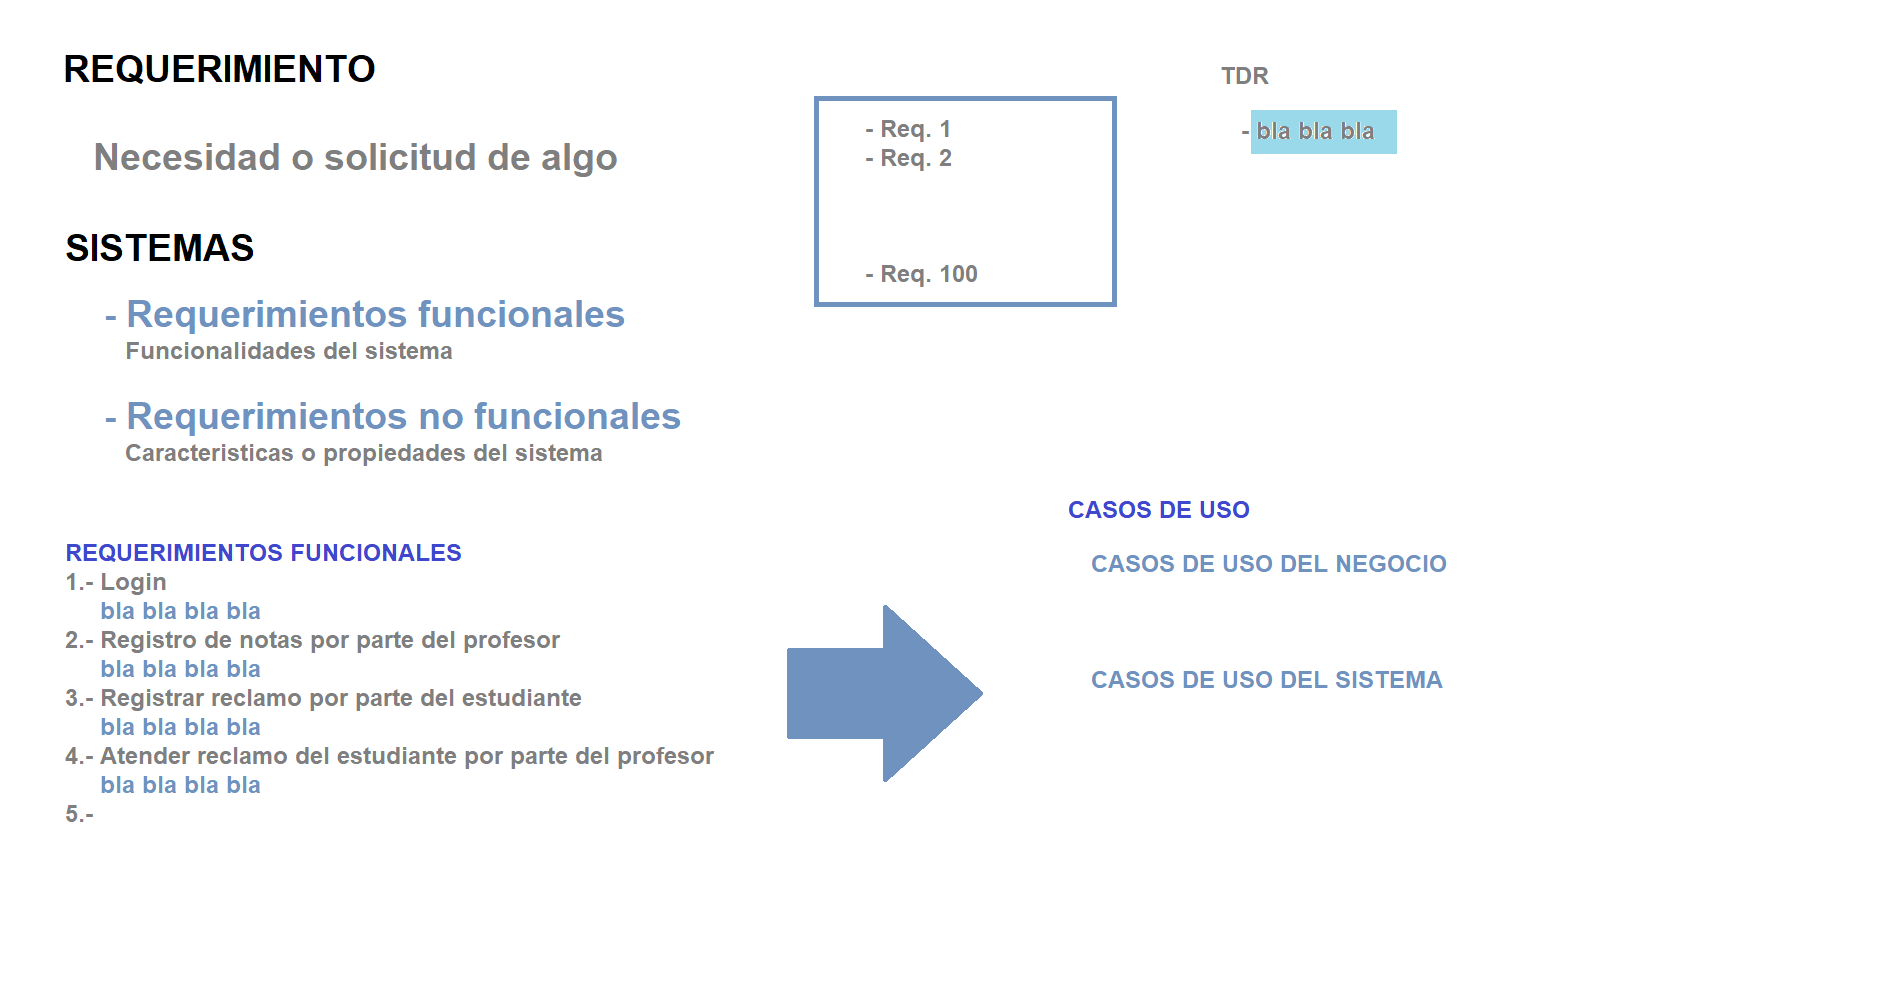 REQUERIMIENTO
Necesidad o solicitud de algo
SISTEMAS
- Requerimientos funcionales
Funcionalidades del sistema
- Requerimientos no funcionales
Caracteristicas o propiedades del sistema
- Req. 1
- Req. 2
- Req. 100
TDR
- bla bla bla
REQUERIMIENTOS FUNCIONALES
1.- Login
bla bla bla bla
2.- Registro de notas por parte del profesor
bla bla bla bla
3.- Registrar reclamo por parte del estudiante
bla bla bla bla
4.- Atender reclamo del estudiante por parte del profesor
bla bla bla bla
5.-
CASOS DE USO
CASOS DE USO DEL NEGOCIO
CASOS DE USO DEL SISTEMA